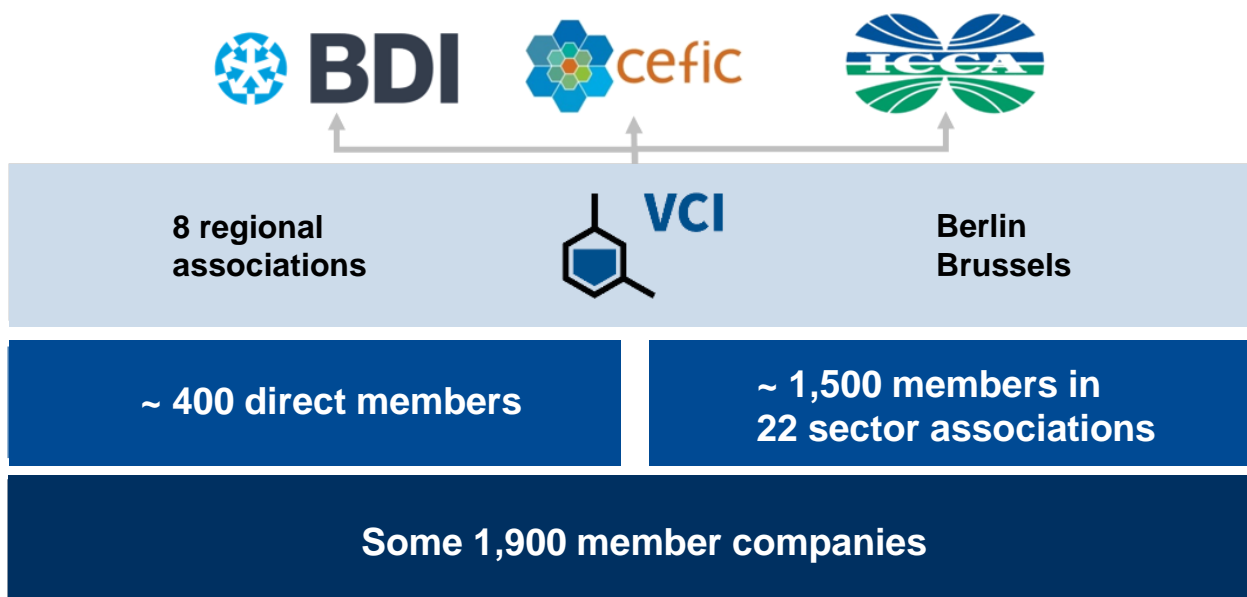 BDI
cefic
ICCA
8 regional
associations
VCI
Berlin
Brussels
~ 400 direct members
~ 1,500 members in
22 sector associations
Some 1,900 member companies